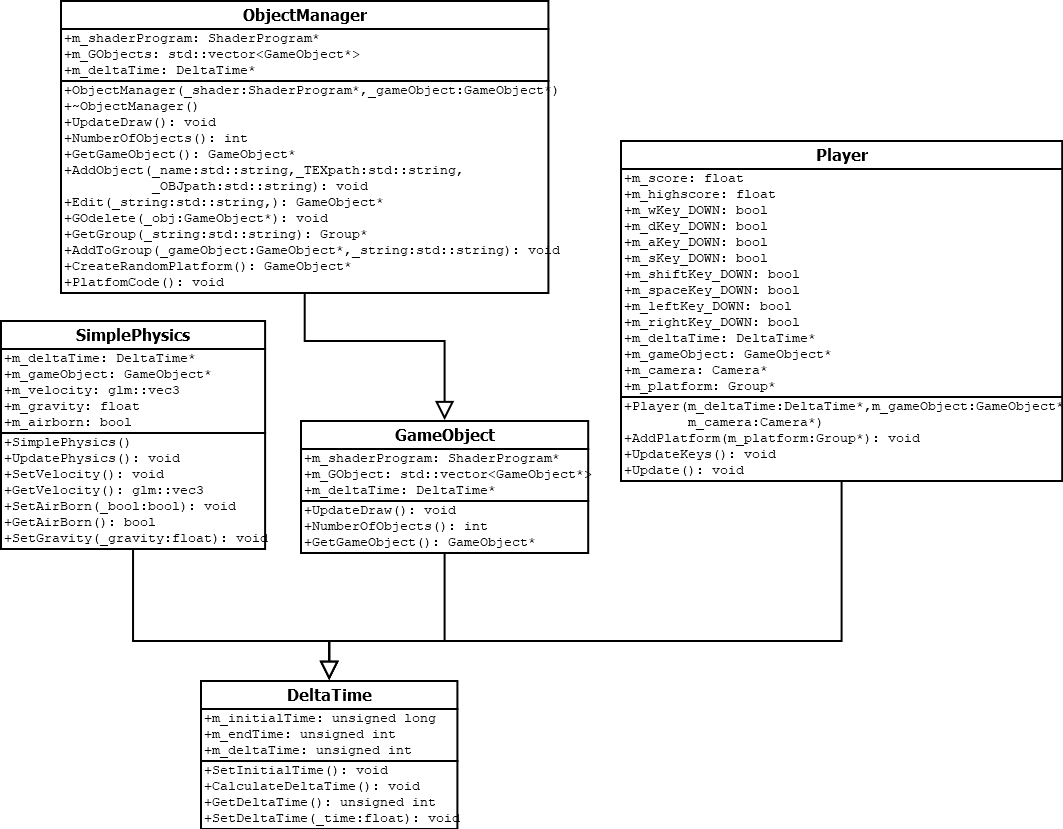 ObjectManager
+m_shaderProgram: ShaderProgram*
+m_GObjects: std::vector<GameObject*>
+m_deltaTime: DeltaTime*
+ObjectManager(_shader:ShaderProgram*,_gameObject:GameObject*)
+~ObjectManager()
+UpdateDraw(): void
+NumberOfObjects(): int
+GetGameObject(): GameObject*
+AddObject(_name:std::string,_TEXpath:std::string,
_OBJpath:std::string): void
+Edit(_string:std::string,): GameObject*
+GOdelete(_obj:GameObject*): void
+GetGroup(_string:std::string): Group*
+AddToGroup(_gameObject:GameObject*,_string:std::string): void
+CreateRandomPlatform(): GameObject*
+PlatfomCode(): void
Player
+m_score: float
+m_highscore: float
+m_wKey_DOWN: bool
+m_dKey_DOWN: bool
+m_aKey_DOWN: bool
+m_sKey_DOWN: bool
+m_shiftKey_DOWN: bool
+m_spaceKey_DOWN: bool
+m_leftKey_DOWN: bool
+m_rightKey_DOWN: bool
+m_deltaTime: DeltaTime*
+m_gameObject: GameObject*
+m_camera: Camera*
+m_platform: Group*
+Player(m_deltaTime:DeltaTime*,m_gameObject:GameObject*
m_camera:Camera*)
+AddPlatform(m_platform:Group*): void
+UpdateKeys(): void
+Update(): void
SimplePhysics
+m_deltaTime: DeltaTime*
+m_gameObject: GameObject*
+m_velocity: glm::vec3
+m_gravity: float
+m_airborn: bool
+SimplePhysics()
+UpdatePhysics(): void
+SetVelocity(): void
+GetVelocity(): glm::vec3
+SetAirBorn(_bool:bool): void
+GetAirBorn(): bool
+SetGravity(_gravity:float): void
GameObject
+m_shaderProgram: ShaderProgram*
+m_GObject: std::vector<GameObject*>
+m_deltaTime: DeltaTime*
+UpdateDraw(): void
+NumberOfObjects(): int
+GetGameObject(): GameObject*
DeltaTime
+m_initialTime: unsigned long
+m_endTime: unsigned int
+m_deltaTime: unsigned int
+SetInitialTime(): void
+CalculateDeltaTime(): void
+GetDeltaTime(): unsigned int
+SetDeltaTime(_time:float): void